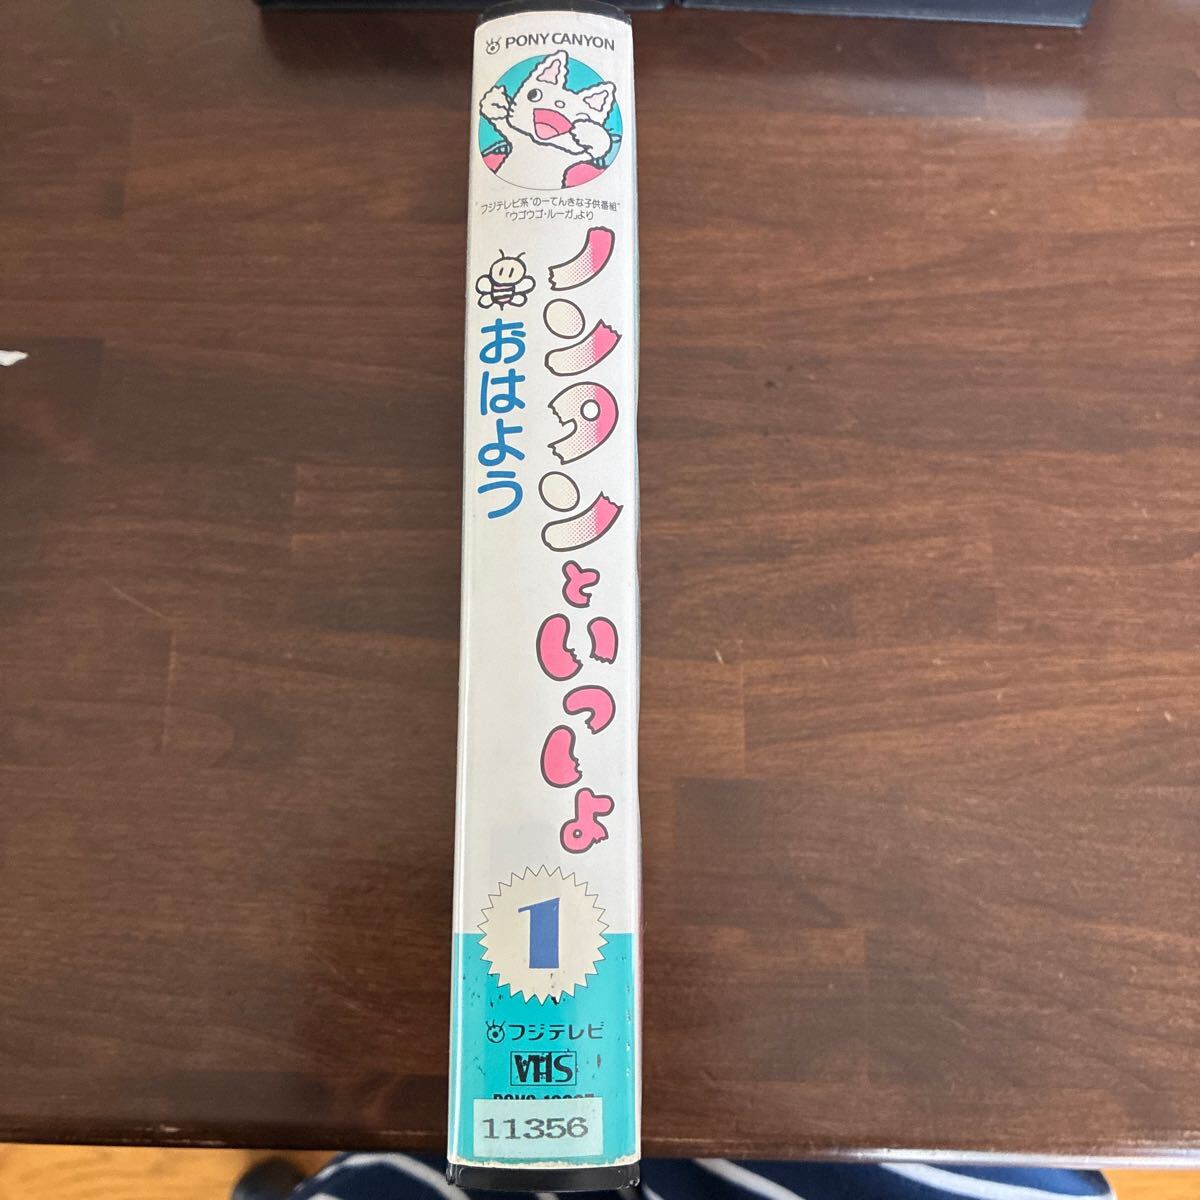 PONY CANYON
フジテレビ系"のーてんきな子供番組"
「ウゴウゴ・ルーガ」より
ノンタンといっしょ
おはよう
1
フジテレビ
VHS
11356